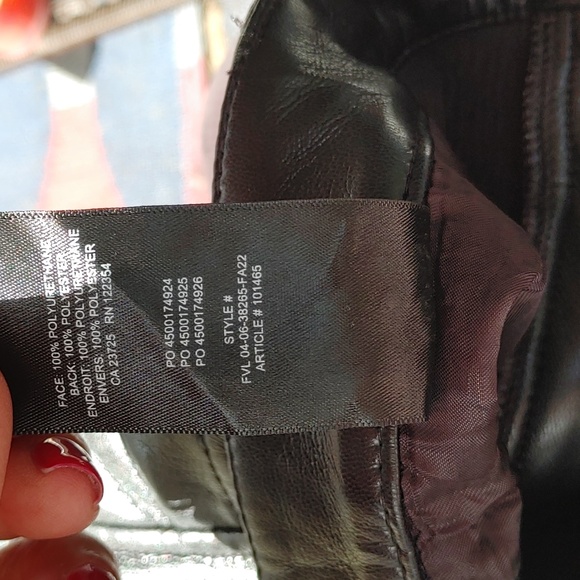 FACE: 100% POLYURETHANE
BACK: 100% POLYESTER
ENDROIT: 100% POLYURETHANE
ENVERS: 100% POLYESTER
CA 23725 RN 122354
PO 4500174924
PO 4500174925
PO 4500174926
STYLE #
FVL 04-06-38265-FA22
ARTICLE # 101465